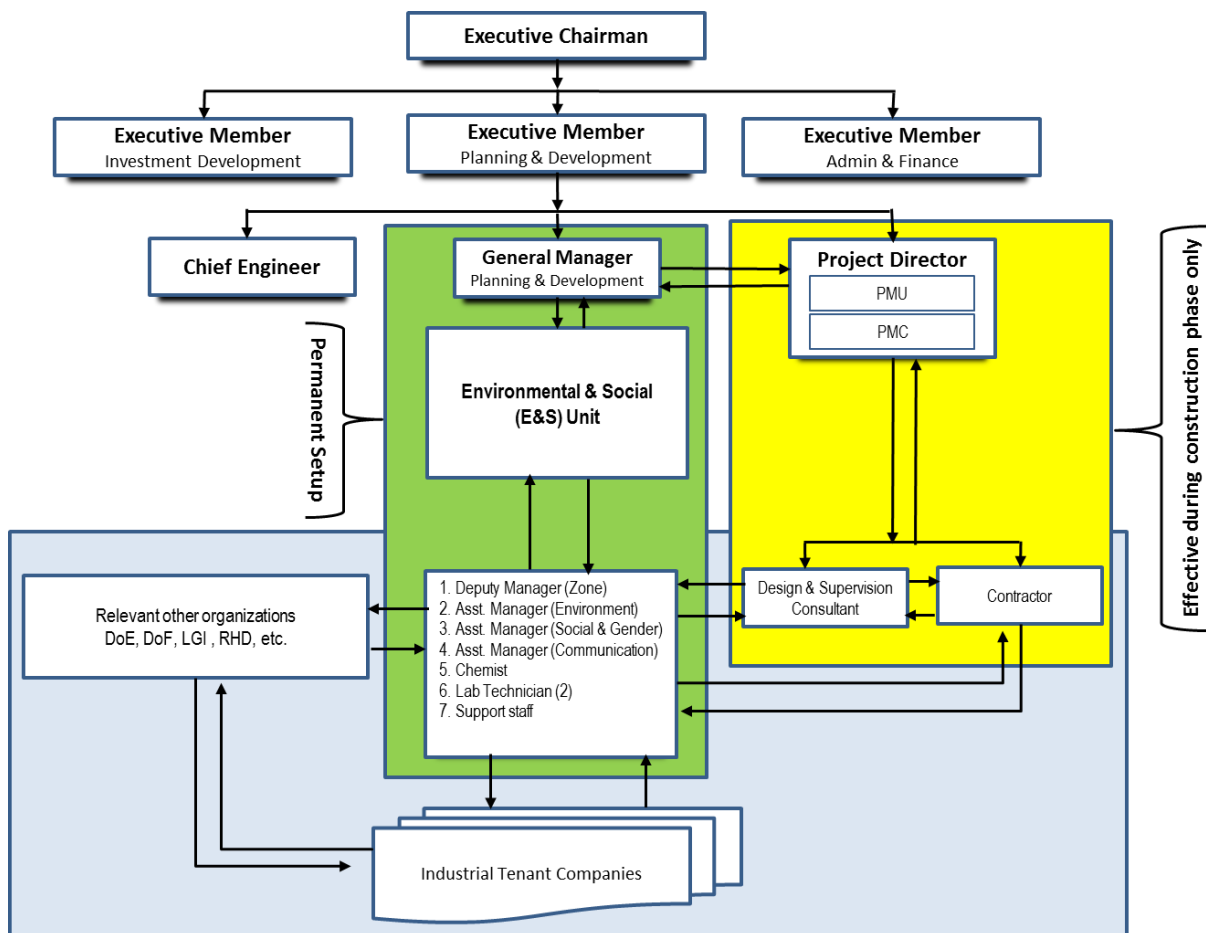 Executive Chairman
Executive Member
Investment Development
Executive Member
Planning & Development
Executive Member
Admin & Finance
Chief Engineer
General Manager
Planning & Development
Project Director
PMU
PMC
Permanent Setup
Environmental & Social
(E&S) Unit
Effective during construction phase only
Relevant other organizations
DoE, DoF, LGI , RHD, etc.
1. Deputy Manager (Zone)
2. Asst. Manager (Environment)
3. Asst. Manager (Social & Gender)
4. Asst. Manager (Communication)
5. Chemist
6. Lab Technician (2)
7. Support staff
Design & Supervision
Consultant
Contractor
Industrial Tenant Companies